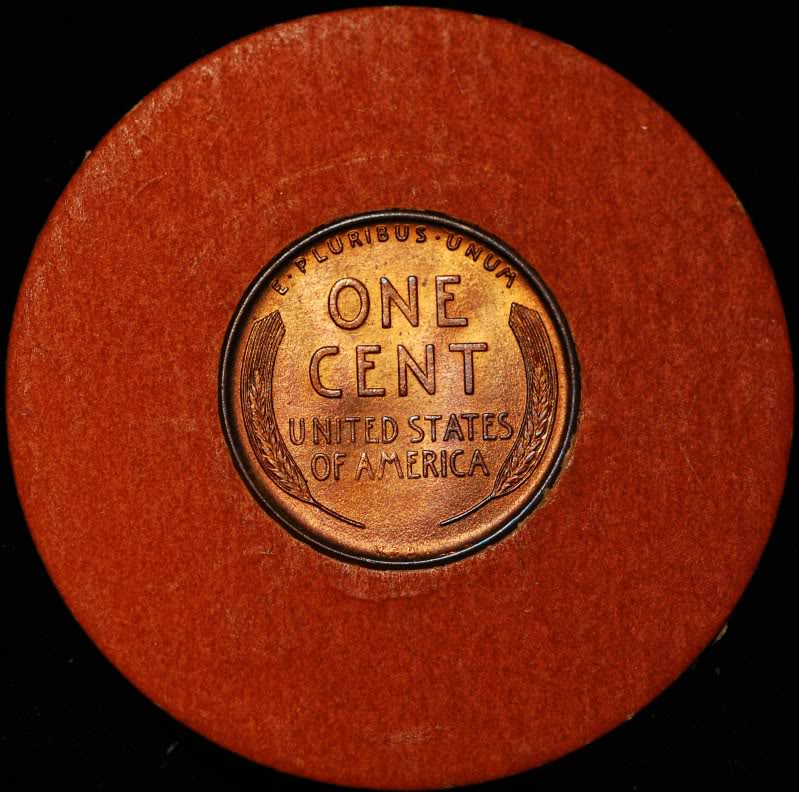 E·PLURIBUS·UNUM
ONE
CENT
UNITED STATES
OF AMERICA